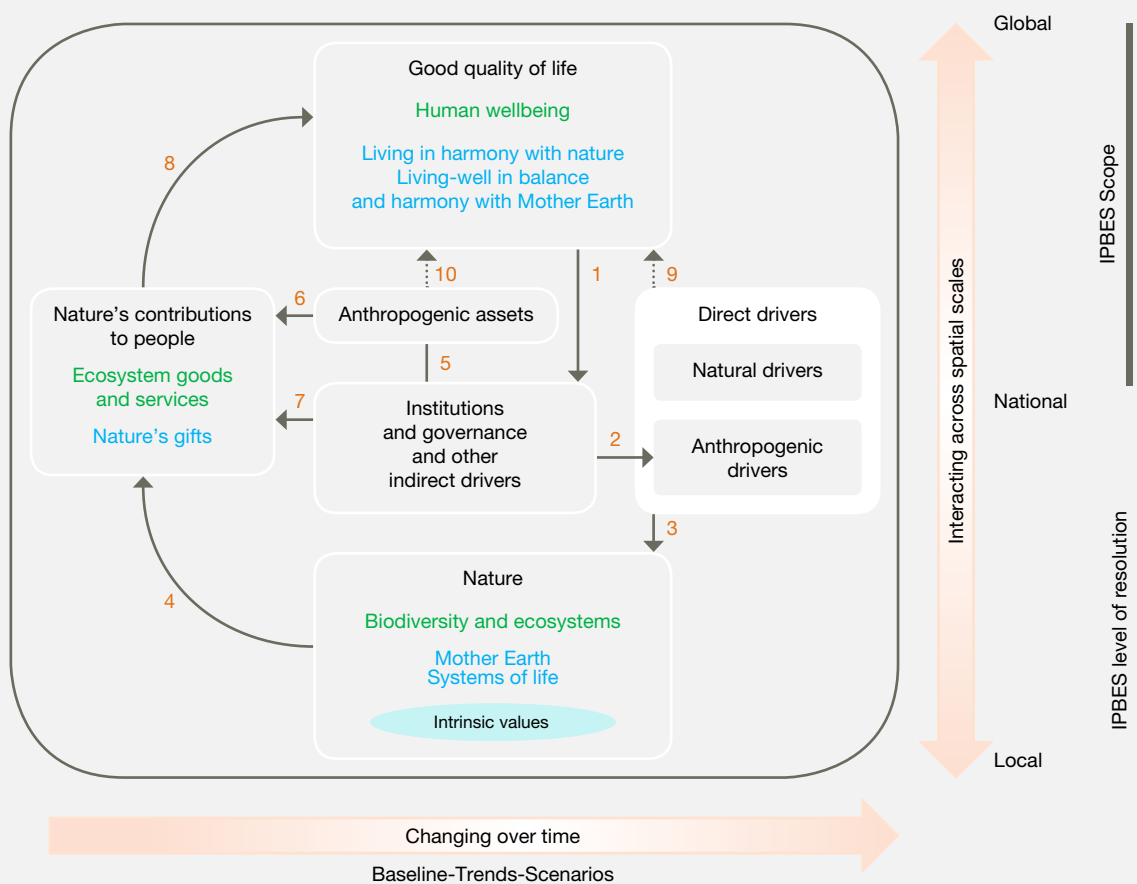 Global
Good quality of life
Human wellbeing
Living in harmony with nature
Living-well in balance
and harmony with Mother Earth
8
10
1
9
6
Nature's contributions
to people
Ecosystem goods
and services
Nature's gifts
Anthropogenic assets
5
7
Institutions
and governance
and other
indirect drivers
2
Direct drivers
Natural drivers
Anthropogenic
drivers
3
4
Nature
Biodiversity and ecosystems
Mother Earth
Systems of life
Intrinsic values
Interacting across spatial scales
National
Local
IPBES Scope
IPBES level of resolution
Changing over time
Baseline-Trends-Scenarios